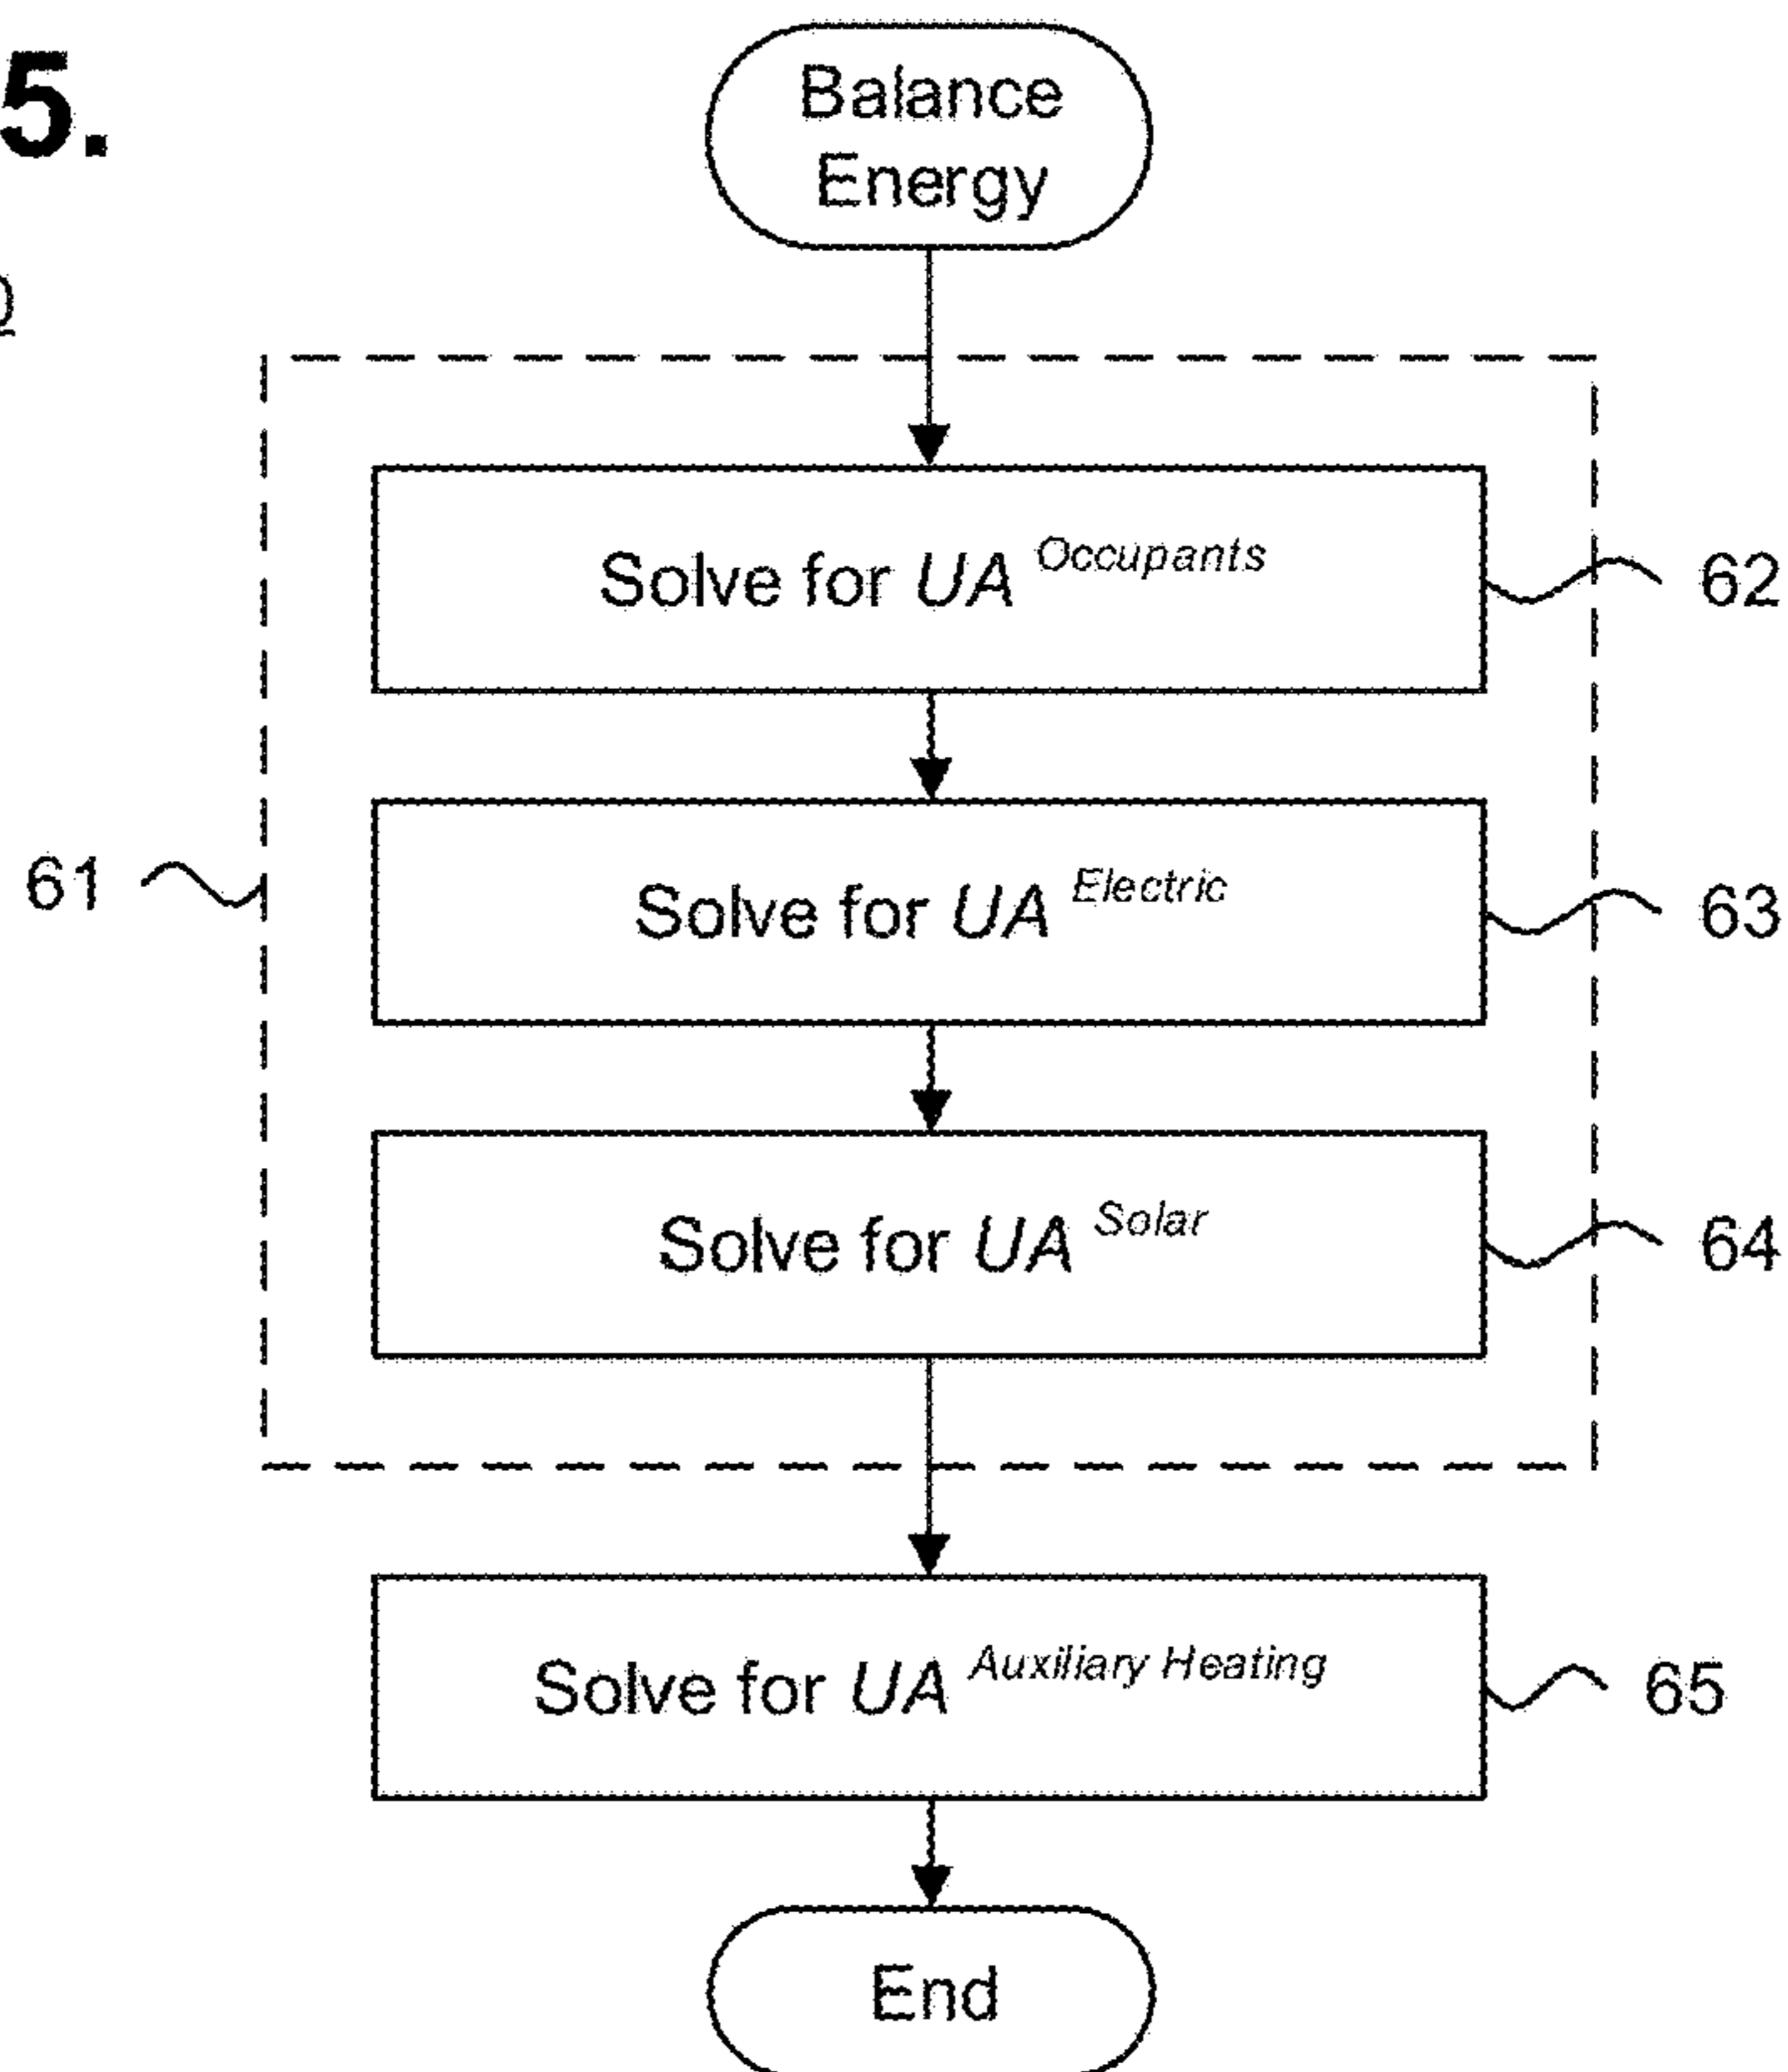 5.
Balance
Energy
Solve for UA Occupants
62
Solve for UA Electric
61
63
Solve for UA Solar
64
Solve for UA Auxiliary Heating
65
End